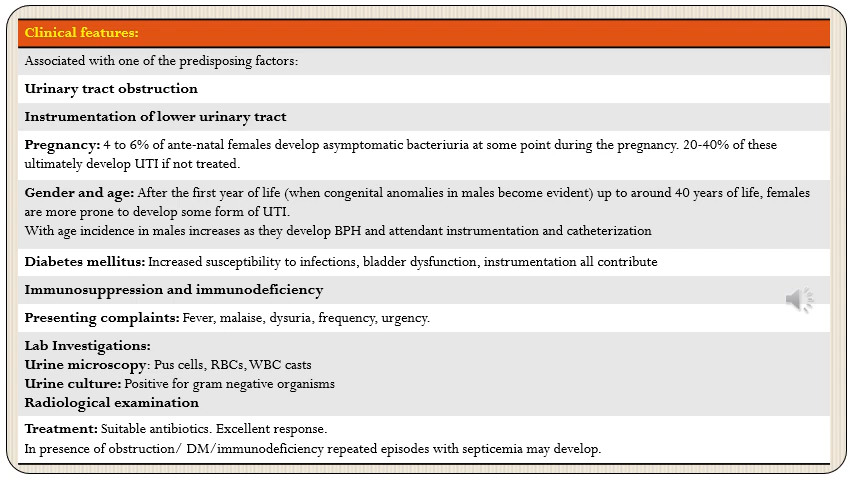 Clinical features:
Associated with one of the predisposing factors:
Urinary tract obstruction
Instrumentation of lower urinary tract
Pregnancy: 4 to 6% of ante-natal females develop asymptomatic bacteriuria at some point during the pregnancy. 20-40% of these
ultimately develop UTI if not treated.
Gender and age: After the first year of life (when congenital anomalies in males become evident) up to around 40 years of life, females
are more prone to develop some form of UTI.
With age incidence in males increases as they develop BPH and attendant instrumentation and catheterization
Diabetes mellitus: Increased susceptibility to infections, bladder dysfunction, instrumentation all contribute
Immunosuppression and immunodeficiency
Presenting complaints: Fever, malaise, dysuria, frequency, urgency.
Lab Investigations:
Urine microscopy: Pus cells, RBCs, WBC casts
Urine culture: Positive for gram negative organisms
Radiological examination
Treatment: Suitable antibiotics. Excellent response.
In presence of obstruction/ DM/immunodeficiency repeated episodes with septicemia may develop.